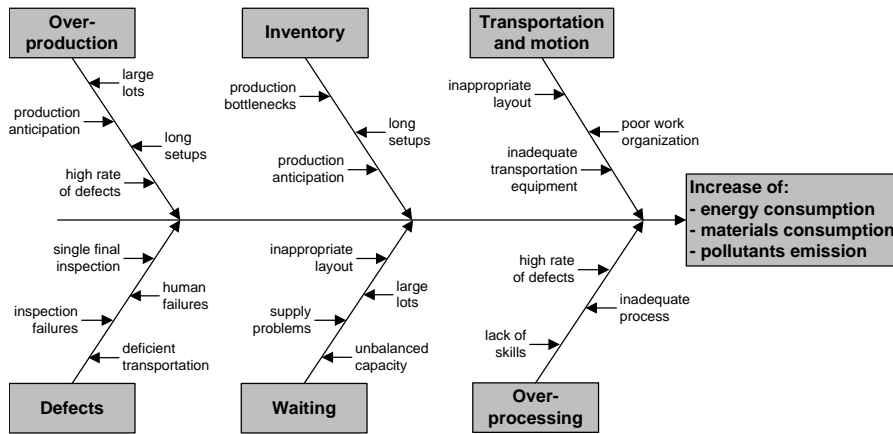 Over-
production
Inventory
Transportation
and motion
large
lots
production
anticipation
long
setups
high rate
of defects
production
bottlenecks
long
setups
production
anticipation
inappropriate
layout
poor work
organization
inadequate
transportation
equipment
Increase of:
- energy consumption
- materials consumption
- pollutants emission
single final
inspection
human
failures
inspection
failures
deficient
transportation
inappropriate
layout
large
lots
supply
problems
unbalanced
capacity
high rate
of defects
inadequate
process
lack of
skills
Defects
Waiting
Over-
processing